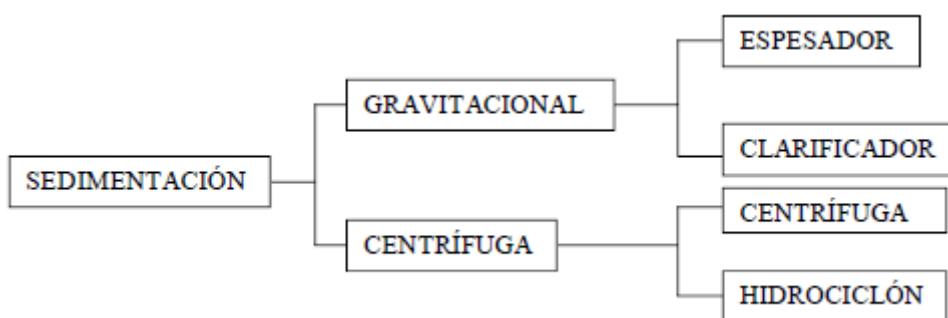 ESPESADOR
GRAVITACIONAL
CLARIFICADOR
SEDIMENTACIÓN
CENTRÍFUGA
CENTRÍFUGA
HIDROCICLÓN